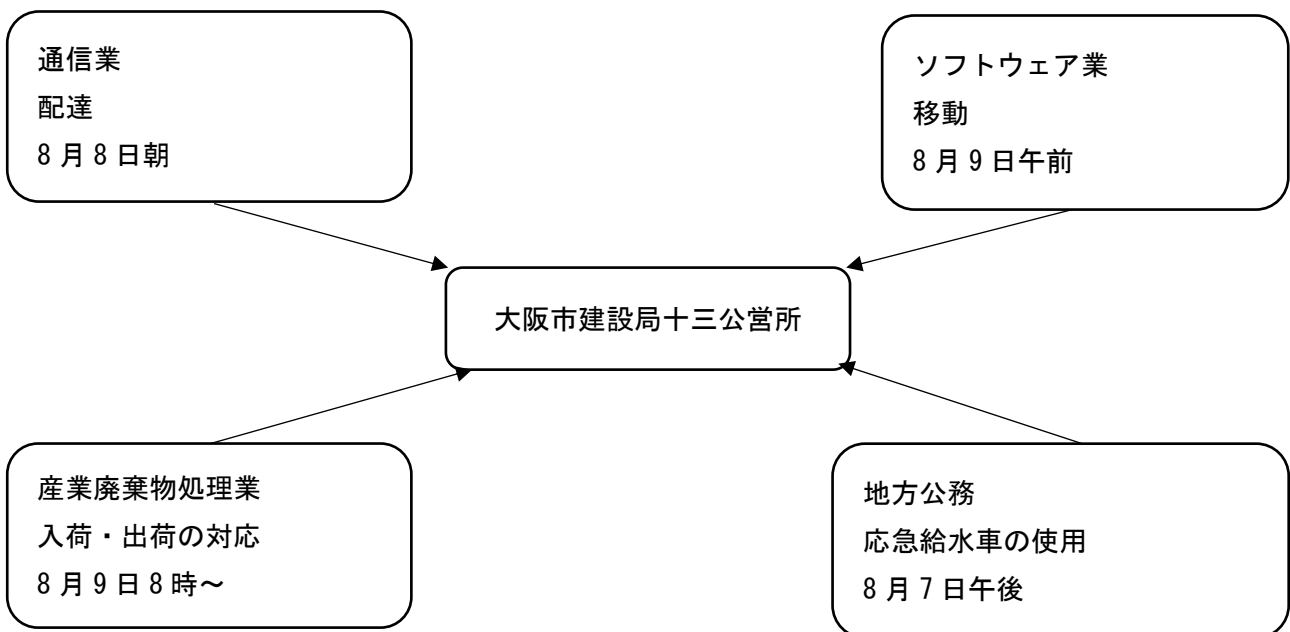 通信業
配達
8月8日朝
ソフトウェア業
移動
8月9日午前
大阪市建設局十三公営所
産業廃棄物処理業
入荷・出荷の対応
8月9日8時～
地方公務
応急給水車の使用
8月7日午後